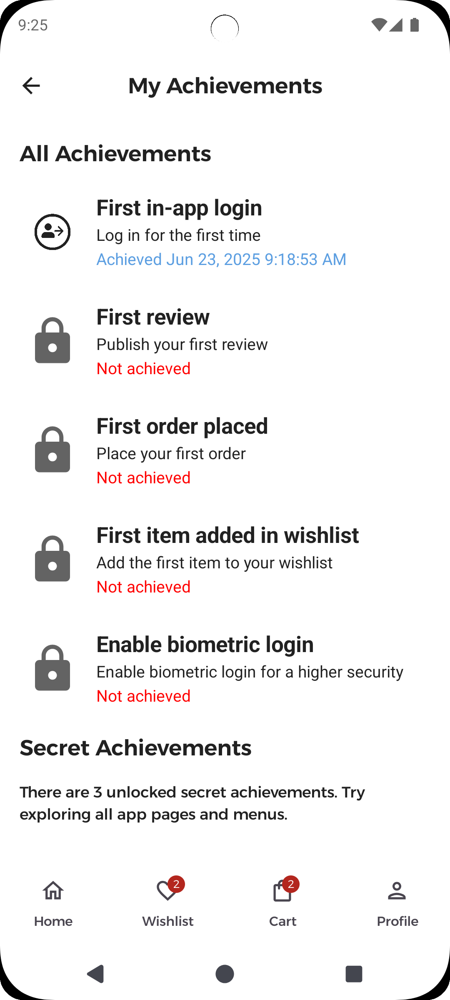 9:25
My Achievements
All Achievements
First in-app login
Log in for the first time
Achieved Jun 23, 2025 9:18:53 AM
First review
Publish your first review
Not achieved
First order placed
Place your first order
Not achieved
First item added in wishlist
Add the first item to your wishlist
Not achieved
Enable biometric login
Enable biometric login for a higher security
Not achieved
Secret Achievements
There are 3 unlocked secret achievements. Try
exploring all app pages and menus.
2
2
Home
Wishlist
Cart
Profile